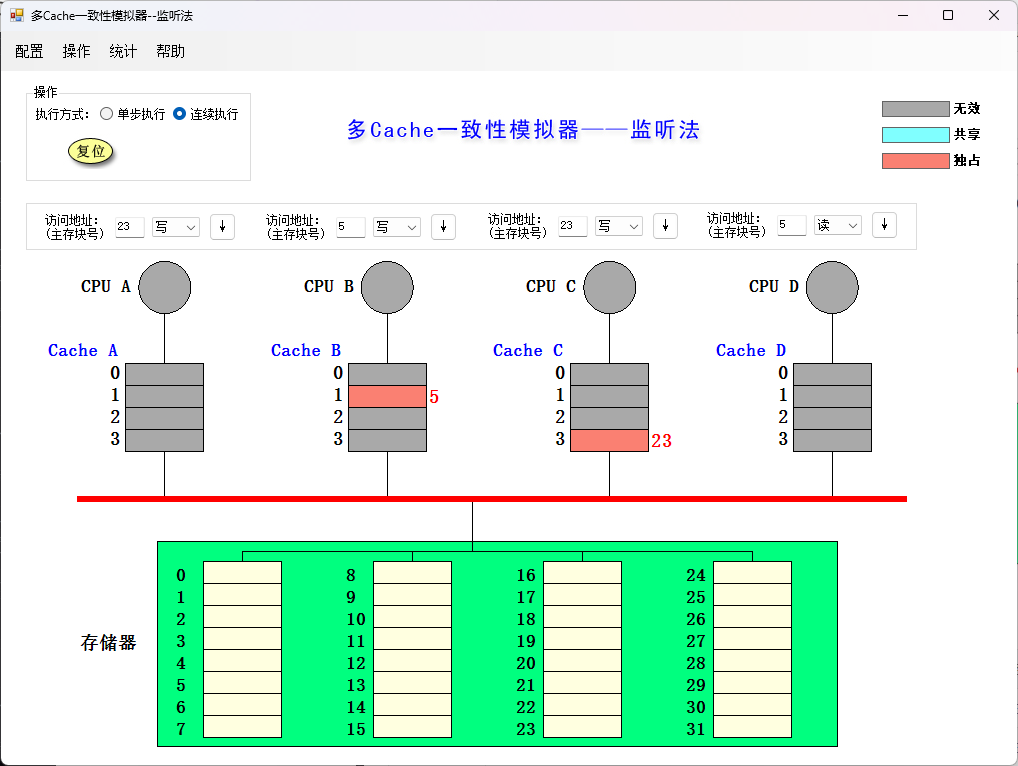 多Cache一致性模拟器--监听法
配置 操作 统计 帮助
操作
执行方式: 单步执行 连续执行
复位
多Cache一致性模拟器——监听法
无效
共享
独占
访问地址:
(主存块号)
23 写 ↓
访问地址:
(主存块号)
5 写 ↓
访问地址:
(主存块号)
23 写 ↓
访问地址:
(主存块号)
5 读 ↓
CPU A CPU B CPU C CPU D
Cache A Cache B Cache C Cache D
0 0 0 0
1 1 5 1 1
2 2 2 2
3 3 3 23 3
存储器
0 8 16 24
1 9 17 25
2 10 18 26
3 11 19 27
4 12 20 28
5 13 21 29
6 14 22 30
7 15 23 31